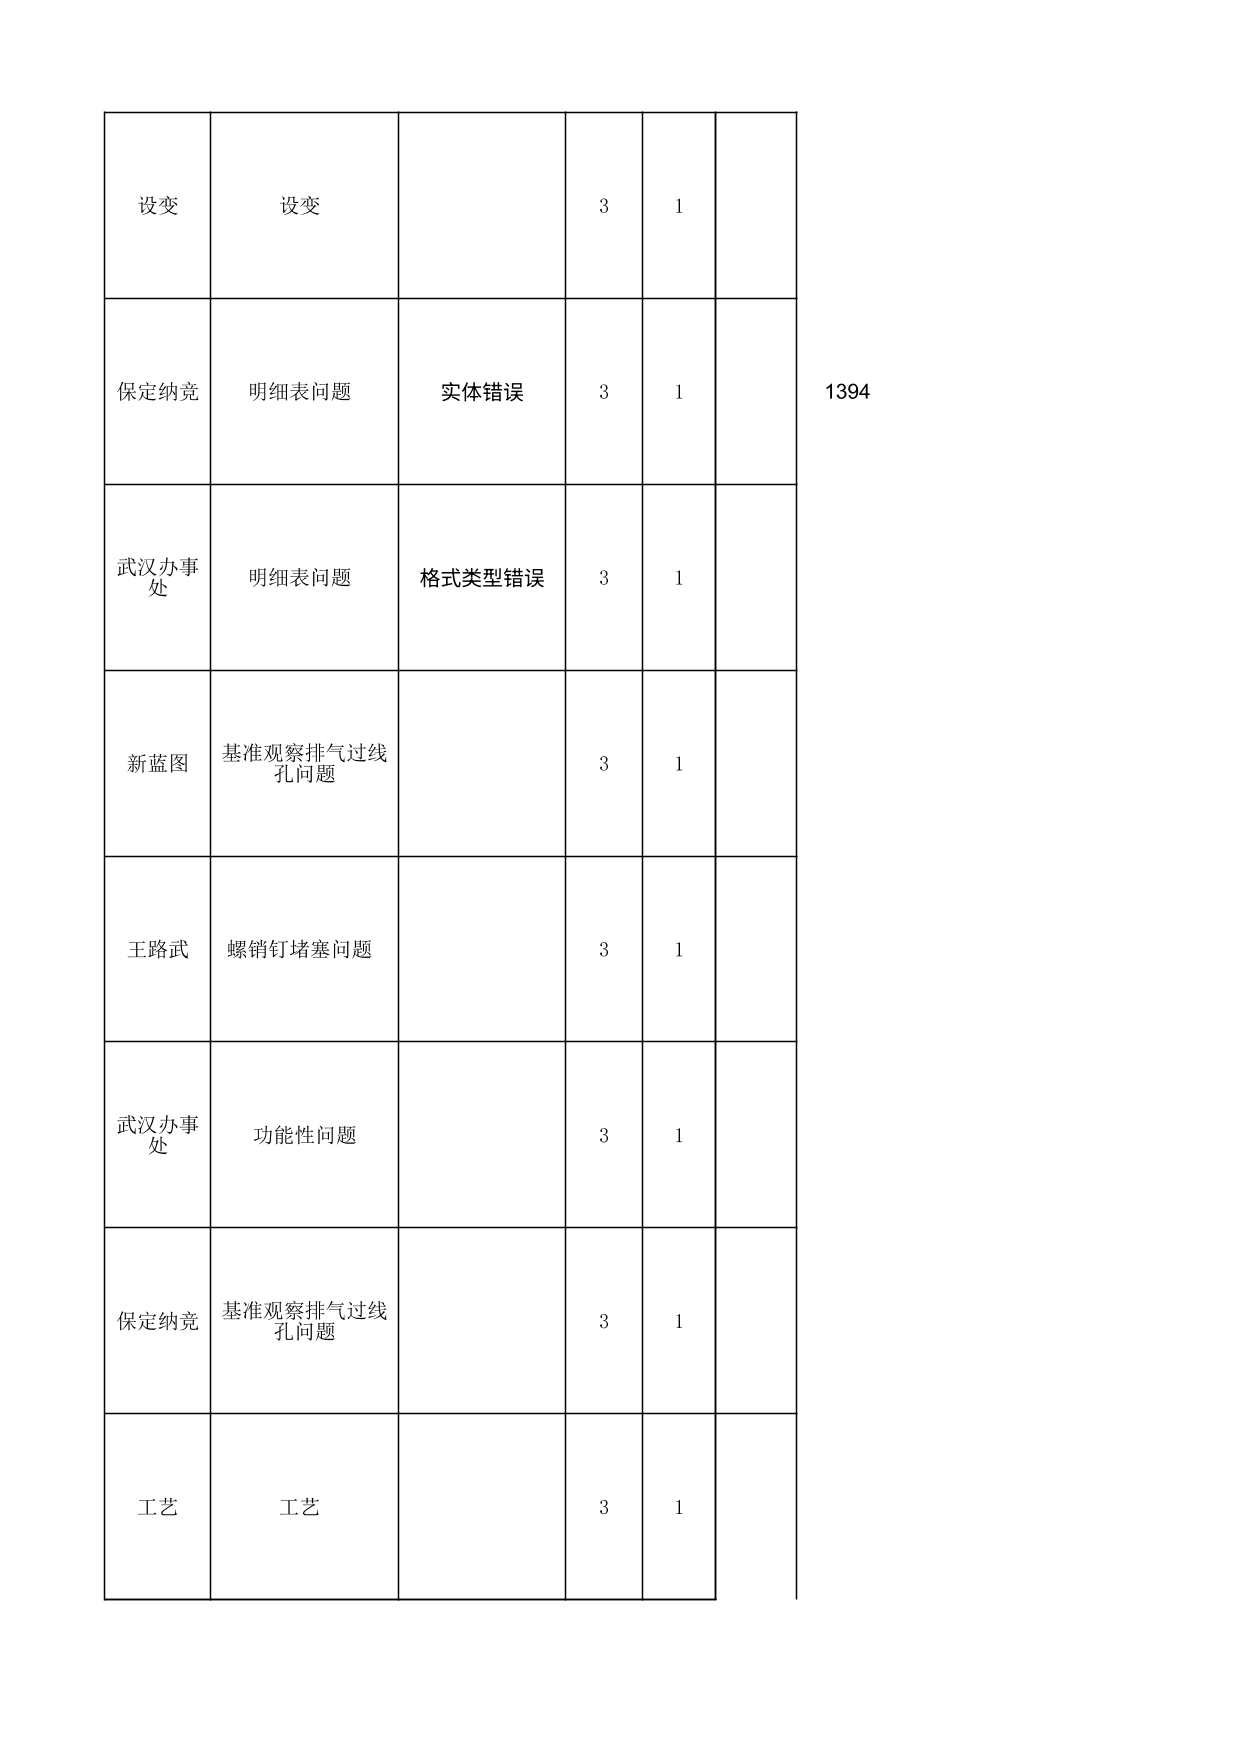 设变 设变 3 1
保定纳竞 明细表问题 实体错误 3 1 1394
武汉办事
处 明细表问题 格式类型错误 3 1
新蓝图 基准观察排气过线
孔问题 3 1
王路武 螺销钉堵塞问题 3 1
武汉办事
处 功能性问题 3 1
保定纳竞 基准观察排气过线
孔问题 3 1
工艺 工艺 3 1